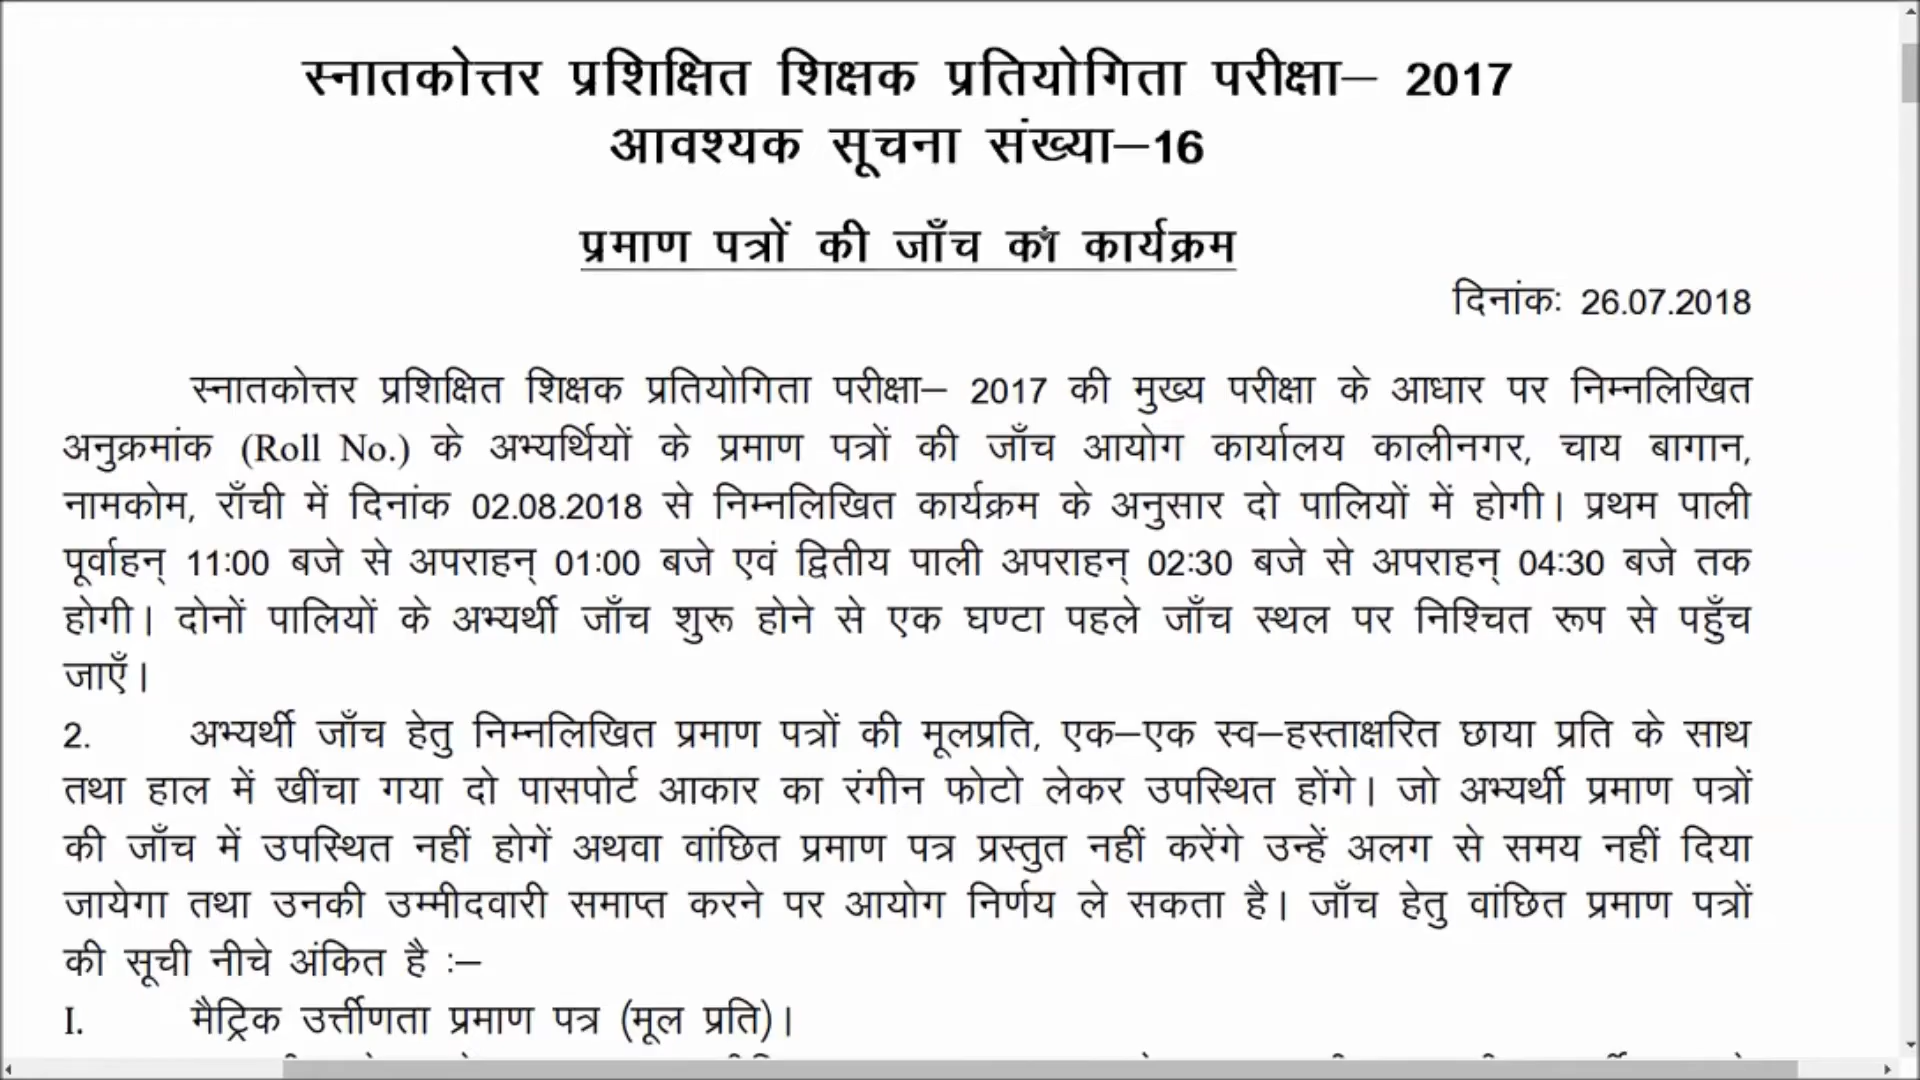 स्नातकोत्तर प्रशिक्षित शिक्षक प्रतियोगिता परीक्षा– 2017
आवश्यक सूचना संख्या–16
प्रमाण पत्रों की जाँच का कार्यक्रम
दिनांकः 26.07.2018
स्नातकोत्तर प्रशिक्षित शिक्षक प्रतियोगिता परीक्षा– 2017 की मुख्य परीक्षा के आधार पर निम्नलिखित
अनुक्रमांक (Roll No.) के अभ्यर्थियों के प्रमाण पत्रों की जाँच आयोग कार्यालय कालीनगर, चाय बागान,
नामकोम, राँची में दिनांक 02.08.2018 से निम्नलिखित कार्यक्रम के अनुसार दो पालियों में होगी। प्रथम पाली
पूर्वाहन् 11:00 बजे से अपराहन् 01:00 बजे एवं द्वितीय पाली अपराहन् 02:30 बजे से अपराहन् 04:30 बजे तक
होगी। दोनों पालियों के अभ्यर्थी जाँच शुरू होने से एक घण्टा पहले जाँच स्थल पर निश्चित रूप से पहुँच
जाएँ।
2. अभ्यर्थी जाँच हेतु निम्नलिखित प्रमाण पत्रों की मूलप्रति, एक–एक स्व–हस्ताक्षरित छाया प्रति के साथ
तथा हाल में खींचा गया दो पासपोर्ट आकार का रंगीन फोटो लेकर उपस्थित होंगे। जो अभ्यर्थी प्रमाण पत्रों
की जाँच में उपस्थित नहीं होगें अथवा वांछित प्रमाण पत्र प्रस्तुत नहीं करेंगे उन्हें अलग से समय नहीं दिया
जायेगा तथा उनकी उम्मीदवारी समाप्त करने पर आयोग निर्णय ले सकता है। जाँच हेतु वांछित प्रमाण पत्रों
की सूची नीचे अंकित है :–
I. मैट्रिक उर्त्तीणता प्रमाण पत्र (मूल प्रति)।